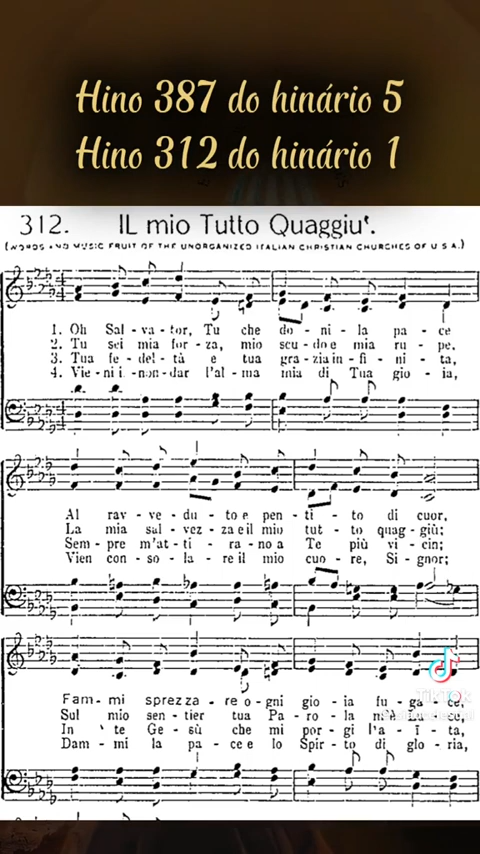 Hino 387 do hinário 5
Hino 312 do hinário 1
312. IL mio Tutto Quaggiu'.
(WORDS AND MUSIC FRUIT OF THE UNORGANIZED ITALIAN CHRISTIAN CHURCHES OF U S A.)
1. Oh Sal-va-tor, Tu che do-ni-la pa-ce
2. Tu sei mia for-za, mio scu-do e mia ru-pe,
3. Tua fe-del-tà e tua gra-zia in-fi-ni-ta,
4. Vie-ni i-non-dar l'al-ma mia di Tua gio-ia,
Al rav-ve-du-to e pen-ti-to di cuor,
La mia sal-vez-za e il mio tut-to quag-giù;
Sem-pre m'at-ti-ra-no a Te più vi-cin;
Vien con-so-la-re il mio cuo-re, Si-gnor;
Fam-mi sprezza-re o-gni gio-ia fu-ga-ce,
Sul mio sen-tier tua Pa-ro-la m'è Lu-ce,
In 'te Ge-sù che mi por-gi l'a-ī-ta,
Dam-mi la pa-ce e lo Spir-to di glo-ria,
TikTok